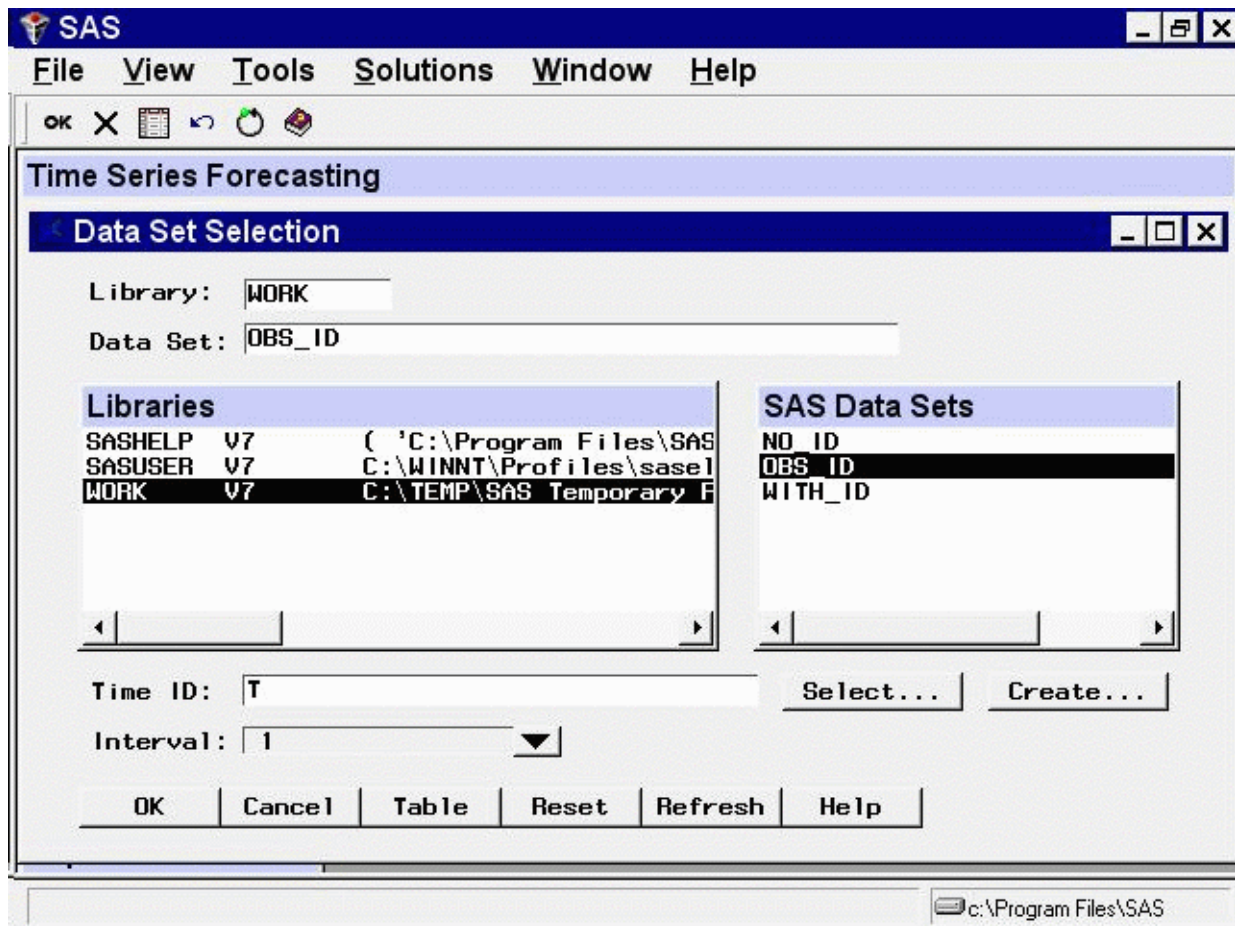 SAS
File View Tools Solutions Window Help
OK
Time Series Forecasting
Data Set Selection
Library: WORK
Data Set: OBS_ID
Libraries
SASHELP V7 ( 'C:\Program Files\SAS
SASUSER V7 C:\WINNT\Profiles\sasel
WORK V7 C:\TEMP\SAS Temporary F
SAS Data Sets
NO_ID
OBS_ID
WITH_ID
Time ID: T
Select... Create...
Interval: 1
OK Cancel Table Reset Refresh Help
c:\Program Files\SAS